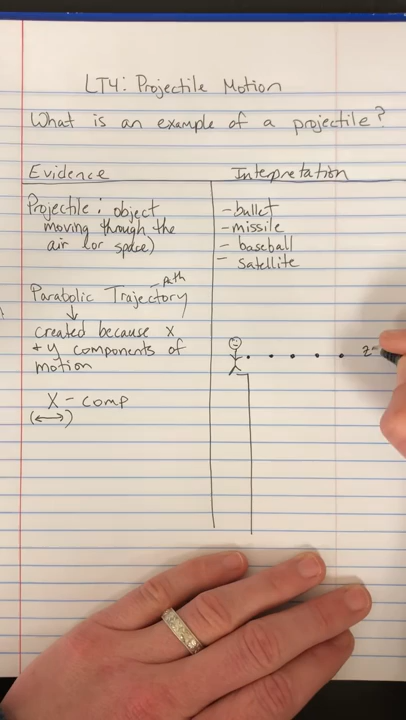 LT4: Projectile Motion
What is an example of a projectile?
Evidence
Interpretation
Projectile: object
moving through the
air (or space)
- bullet
- missile
- baseball
- satellite
- Path
Parabolic Trajectory
created because x
+ y components of
motion
X - comp
(↔)